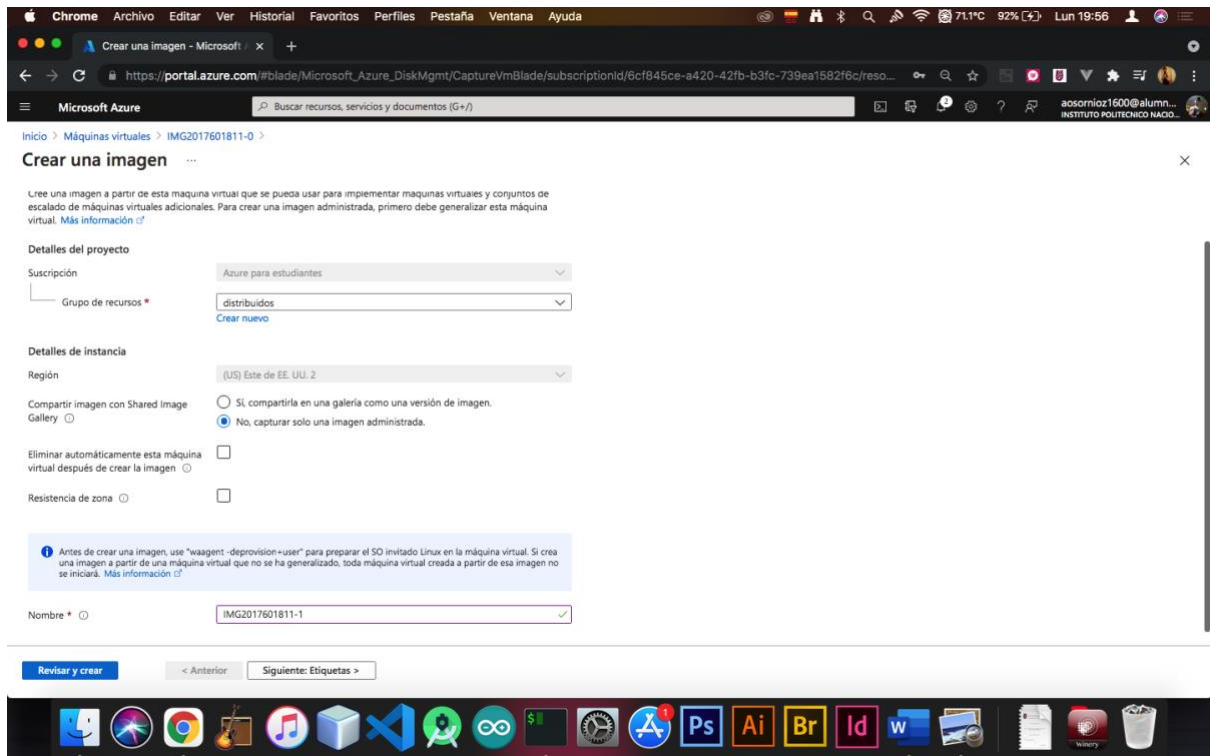 Chrome Archivo Editar Ver Historial Favoritos Perfiles Pestaña Ventana Ayuda
71.1°C 92% Lun 19:56
Crear una imagen - Microsoft
https://portal.azure.com/#blade/Microsoft_Azure_DiskMgmt/CaptureVmBlade/subscriptionId/6cf845ce-a420-42fb-b3fc-739ea1582f6c/reso...
Microsoft Azure
Buscar recursos, servicios y documentos (G+/)
2
aosornioz1600@alumn...
INSTITUTO POLITECNICO NACIO...
Inicio > Máquinas virtuales > IMG2017601811-0 >
Crear una imagen ...
Cree una imagen a partir de esta máquina virtual que se pueda usar para implementar máquinas virtuales y conjuntos de
escalado de máquinas virtuales adicionales. Para crear una imagen administrada, primero debe generalizar esta máquina
virtual. Más información
Detalles del proyecto
Suscripción
Azure para estudiantes
Grupo de recursos *
distribuidos
Crear nuevo
Detalles de instancia
Región
(US) Este de EE. UU. 2
Compartir imagen con Shared Image
Gallery
Sí, compartirla en una galería como una versión de imagen.
No, capturar solo una imagen administrada.
Eliminar automáticamente esta máquina
virtual después de crear la imagen
Resistencia de zona
Antes de crear una imagen, use "waagent -deprovision+user" para preparar el SO invitado Linux en la máquina virtual. Si crea
una imagen a partir de una máquina virtual que no se ha generalizado, toda máquina virtual creada a partir de esa imagen no
se iniciará. Más información
Nombre *
IMG2017601811-1
Revisar y crear
< Anterior
Siguiente: Etiquetas >
1
Ps Ai Br Id W
Winery